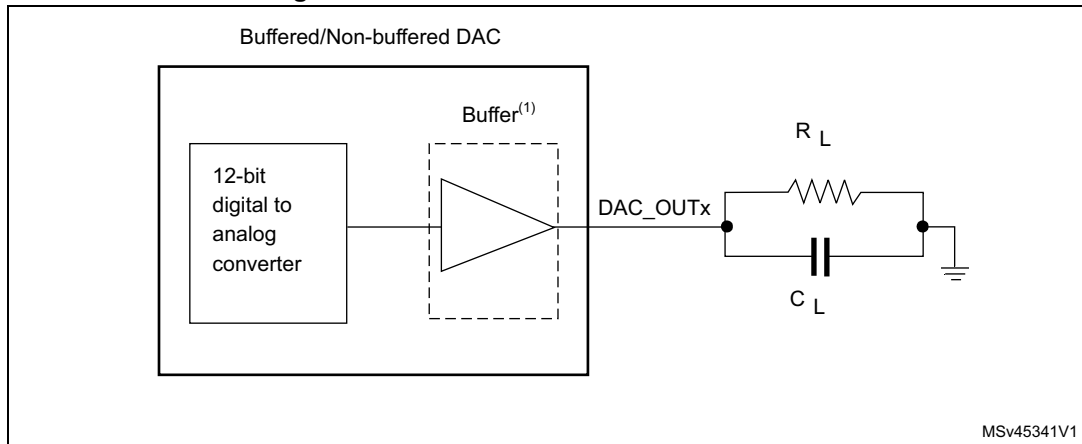 Buffered/Non-buffered DAC
Buffer(1)
12-bit
digital to
analog
converter
DAC_OUTx
R L
C L
MSv45341V1